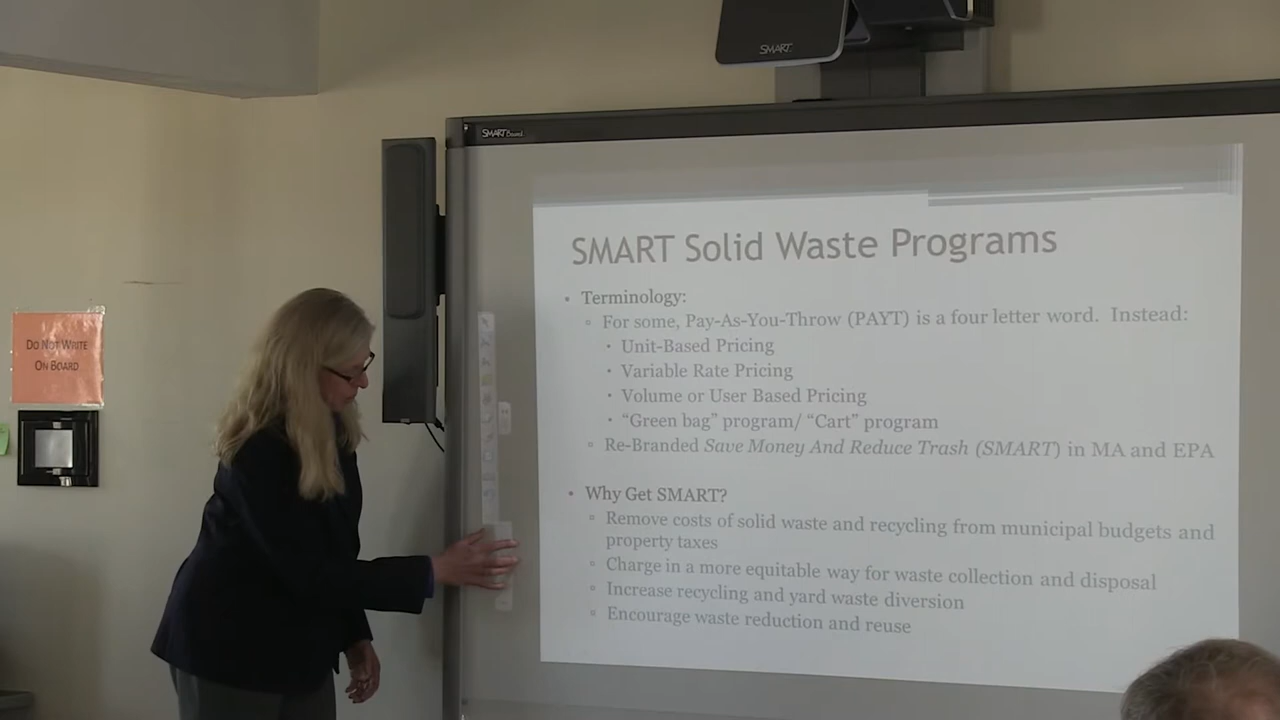 SMART
SMART Board
SMART Solid Waste Programs
• Terminology:
▫ For some, Pay-As-You-Throw (PAYT) is a four letter word. Instead:
• Unit-Based Pricing
• Variable Rate Pricing
• Volume or User Based Pricing
• “Green bag” program/ “Cart” program
▫ Re-Branded Save Money And Reduce Trash (SMART) in MA and EPA
• Why Get SMART?
▫ Remove costs of solid waste and recycling from municipal budgets and
property taxes
▫ Charge in a more equitable way for waste collection and disposal
▫ Increase recycling and yard waste diversion
▫ Encourage waste reduction and reuse
DO NOT WRITE
ON BOARD